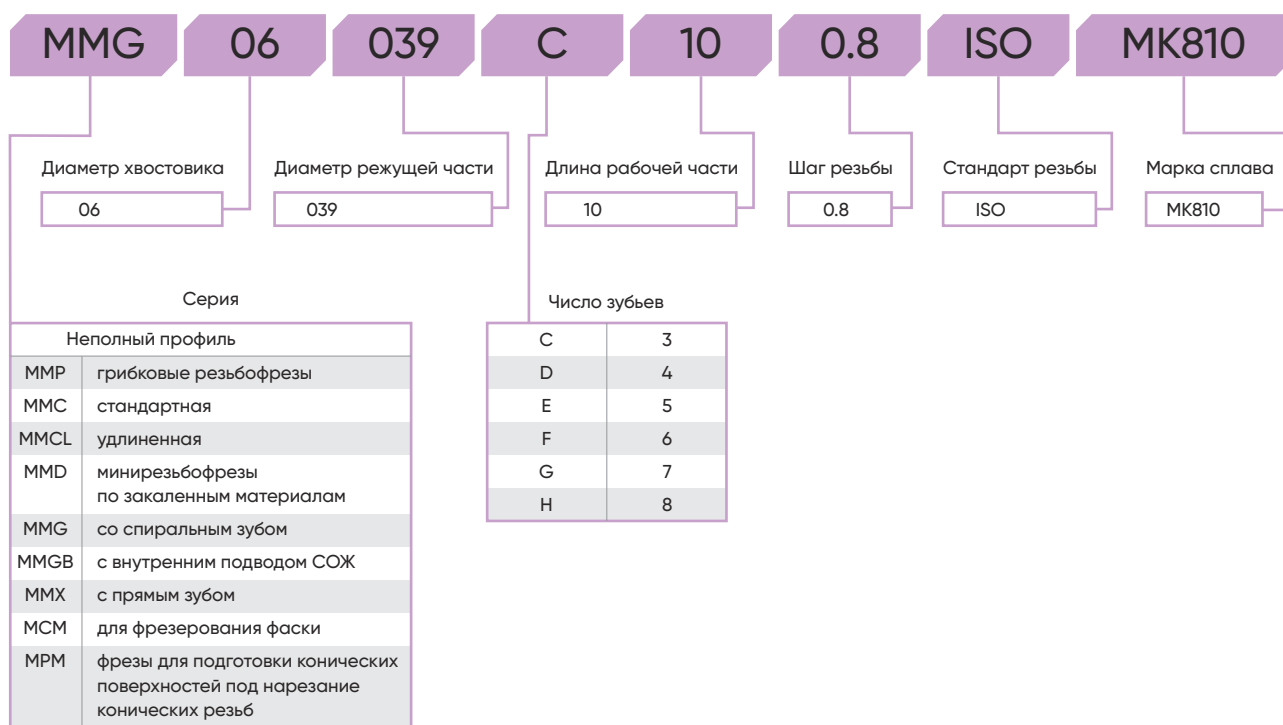 MMG 06 039 C 10 0.8 ISO MK810
Диаметр хвостовика Диаметр режущей части Длина рабочей части Шаг резьбы Стандарт резьбы Марка сплава
06 039 10 0.8 ISO MK810
Серия
Неполный профиль
MMP грибковые резьбофрезы
MMC стандартная
MMCL удлиненная
MMD минирезьбофрезы
по закаленным материалам
MMG со спиральным зубом
MMGB с внутренним подводом СОЖ
MMX с прямым зубом
MCM для фрезерования фаски
MPM фрезы для подготовки конических
поверхностей под нарезание
конических резьб
Число зубьев
C 3
D 4
E 5
F 6
G 7
H 8